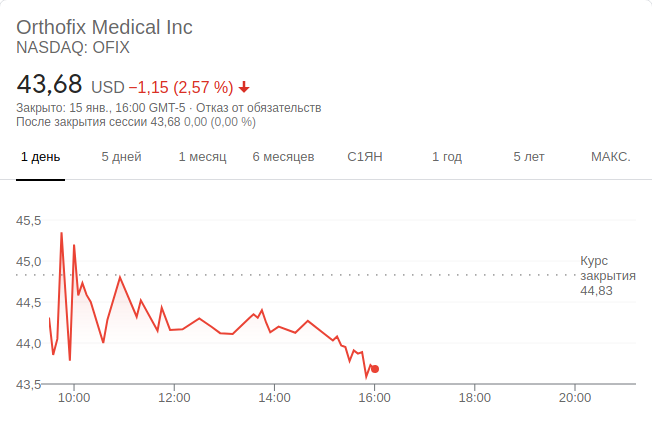 Orthofix Medical Inc
NASDAQ: OFIX
43,68 USD −1,15 (2,57 %)
Закрыто: 15 янв., 16:00 GMT-5 · Отказ от обязательств
После закрытия сессии 43,68 0,00 (0,00 %)
1 день 5 дней 1 месяц 6 месяцев С1ЯН 1 год 5 лет МАКС.
45,5
45,0
44,5
44,0
43,5
Курс
закрытия
44,83
10:00 12:00 14:00 16:00 18:00 20:00